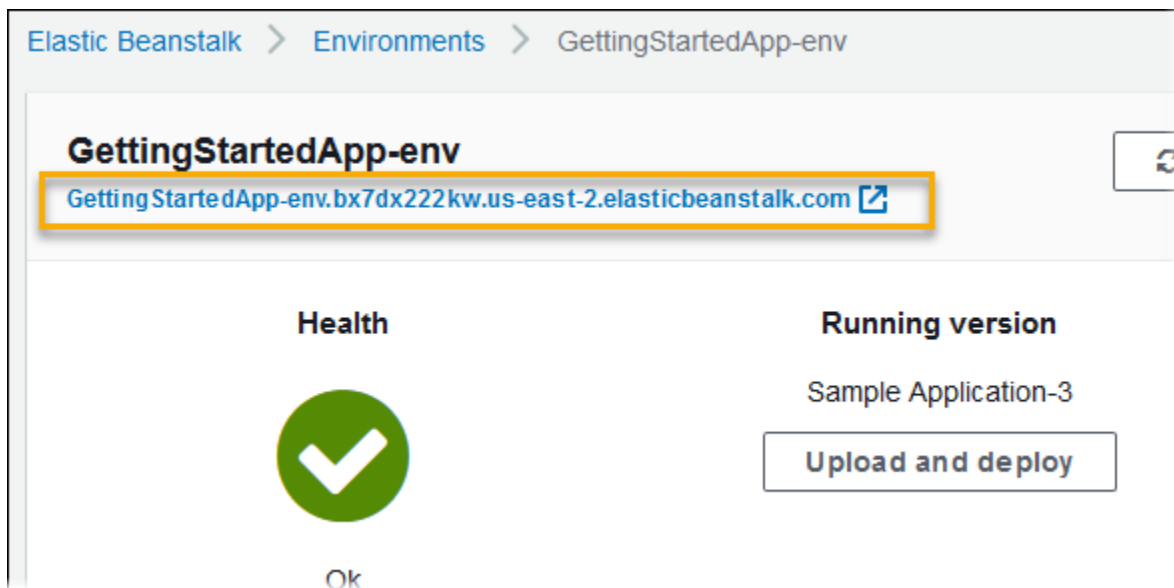 Elastic Beanstalk > Environments > GettingStartedApp-env
GettingStartedApp-env
GettingStartedApp-env.bx7dx222kw.us-east-2.elasticbeanstalk.com
Health
Running version
Sample Application-3
Upload and deploy
Ok